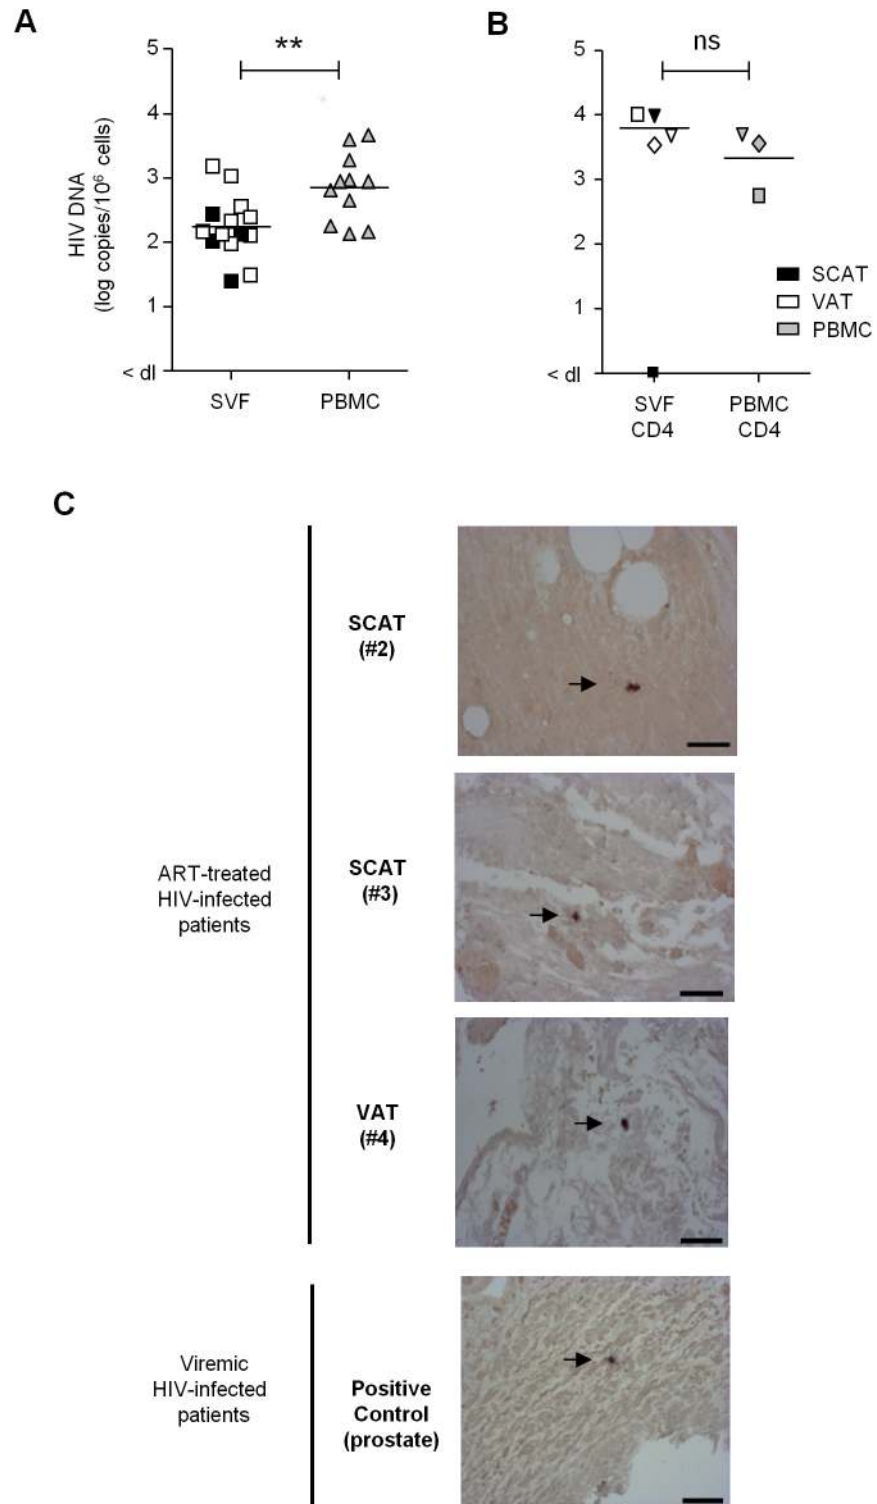 A
B
**
ns
5
4
3
2
1
< dl
HIV DNA
(log copies/10⁶ cells)
SVF
PBMC
5
4
3
2
1
< dl
SVF
CD4
PBMC
CD4
SCAT
VAT
PBMC
C
ART-treated
HIV-infected
patients
SCAT
(#2)
SCAT
(#3)
VAT
(#4)
Viremic
HIV-infected
patients
Positive
Control
(prostate)